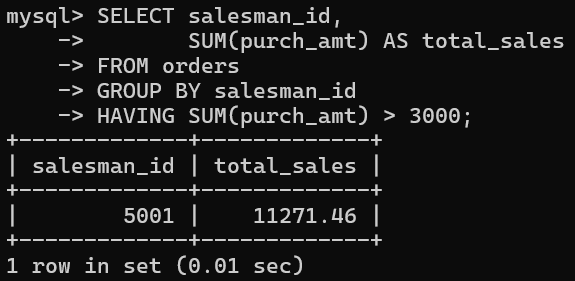 mysql> SELECT salesman_id,
    ->        SUM(purch_amt) AS total_sales
    -> FROM orders
    -> GROUP BY salesman_id
    -> HAVING SUM(purch_amt) > 3000;
+-------------+-------------+
| salesman_id | total_sales |
+-------------+-------------+
|        5001 |    11271.46 |
+-------------+-------------+
1 row in set (0.01 sec)